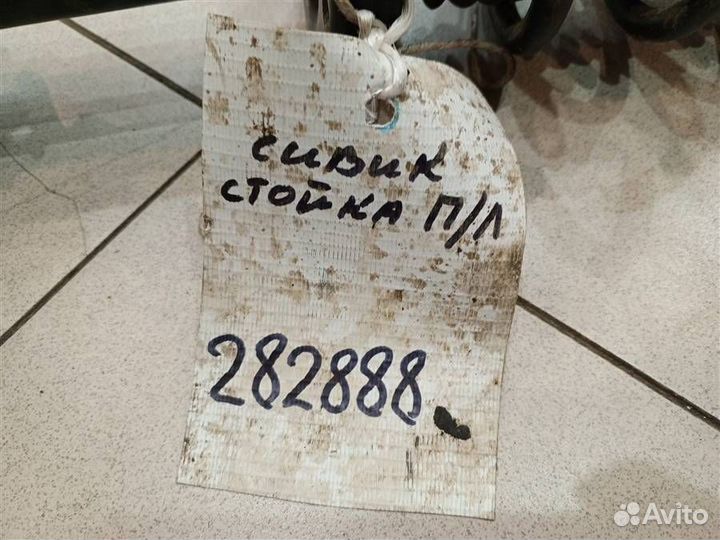 сивик
стойка П/Л
282888
Avito